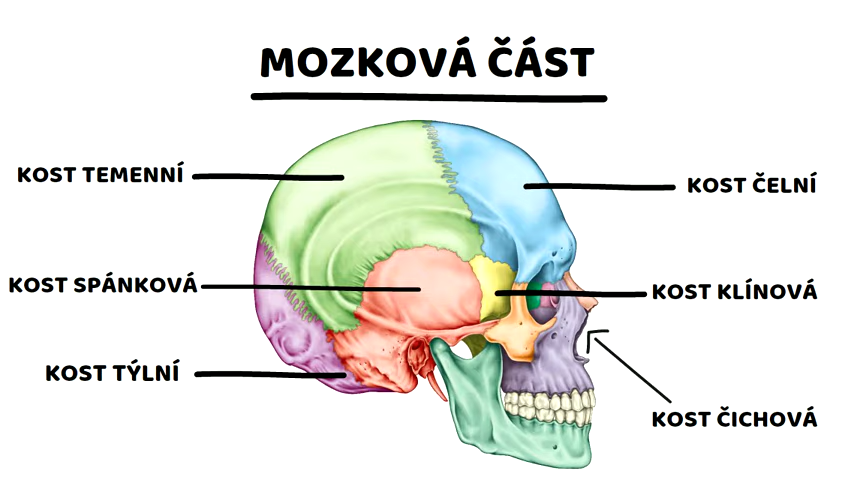 MOZKOVÁ ČÁST
KOST TEMENNÍ
KOST ČELNÍ
KOST SPÁNKOVÁ
KOST KLÍNOVÁ
KOST TÝLNÍ
KOST ČICHOVÁ